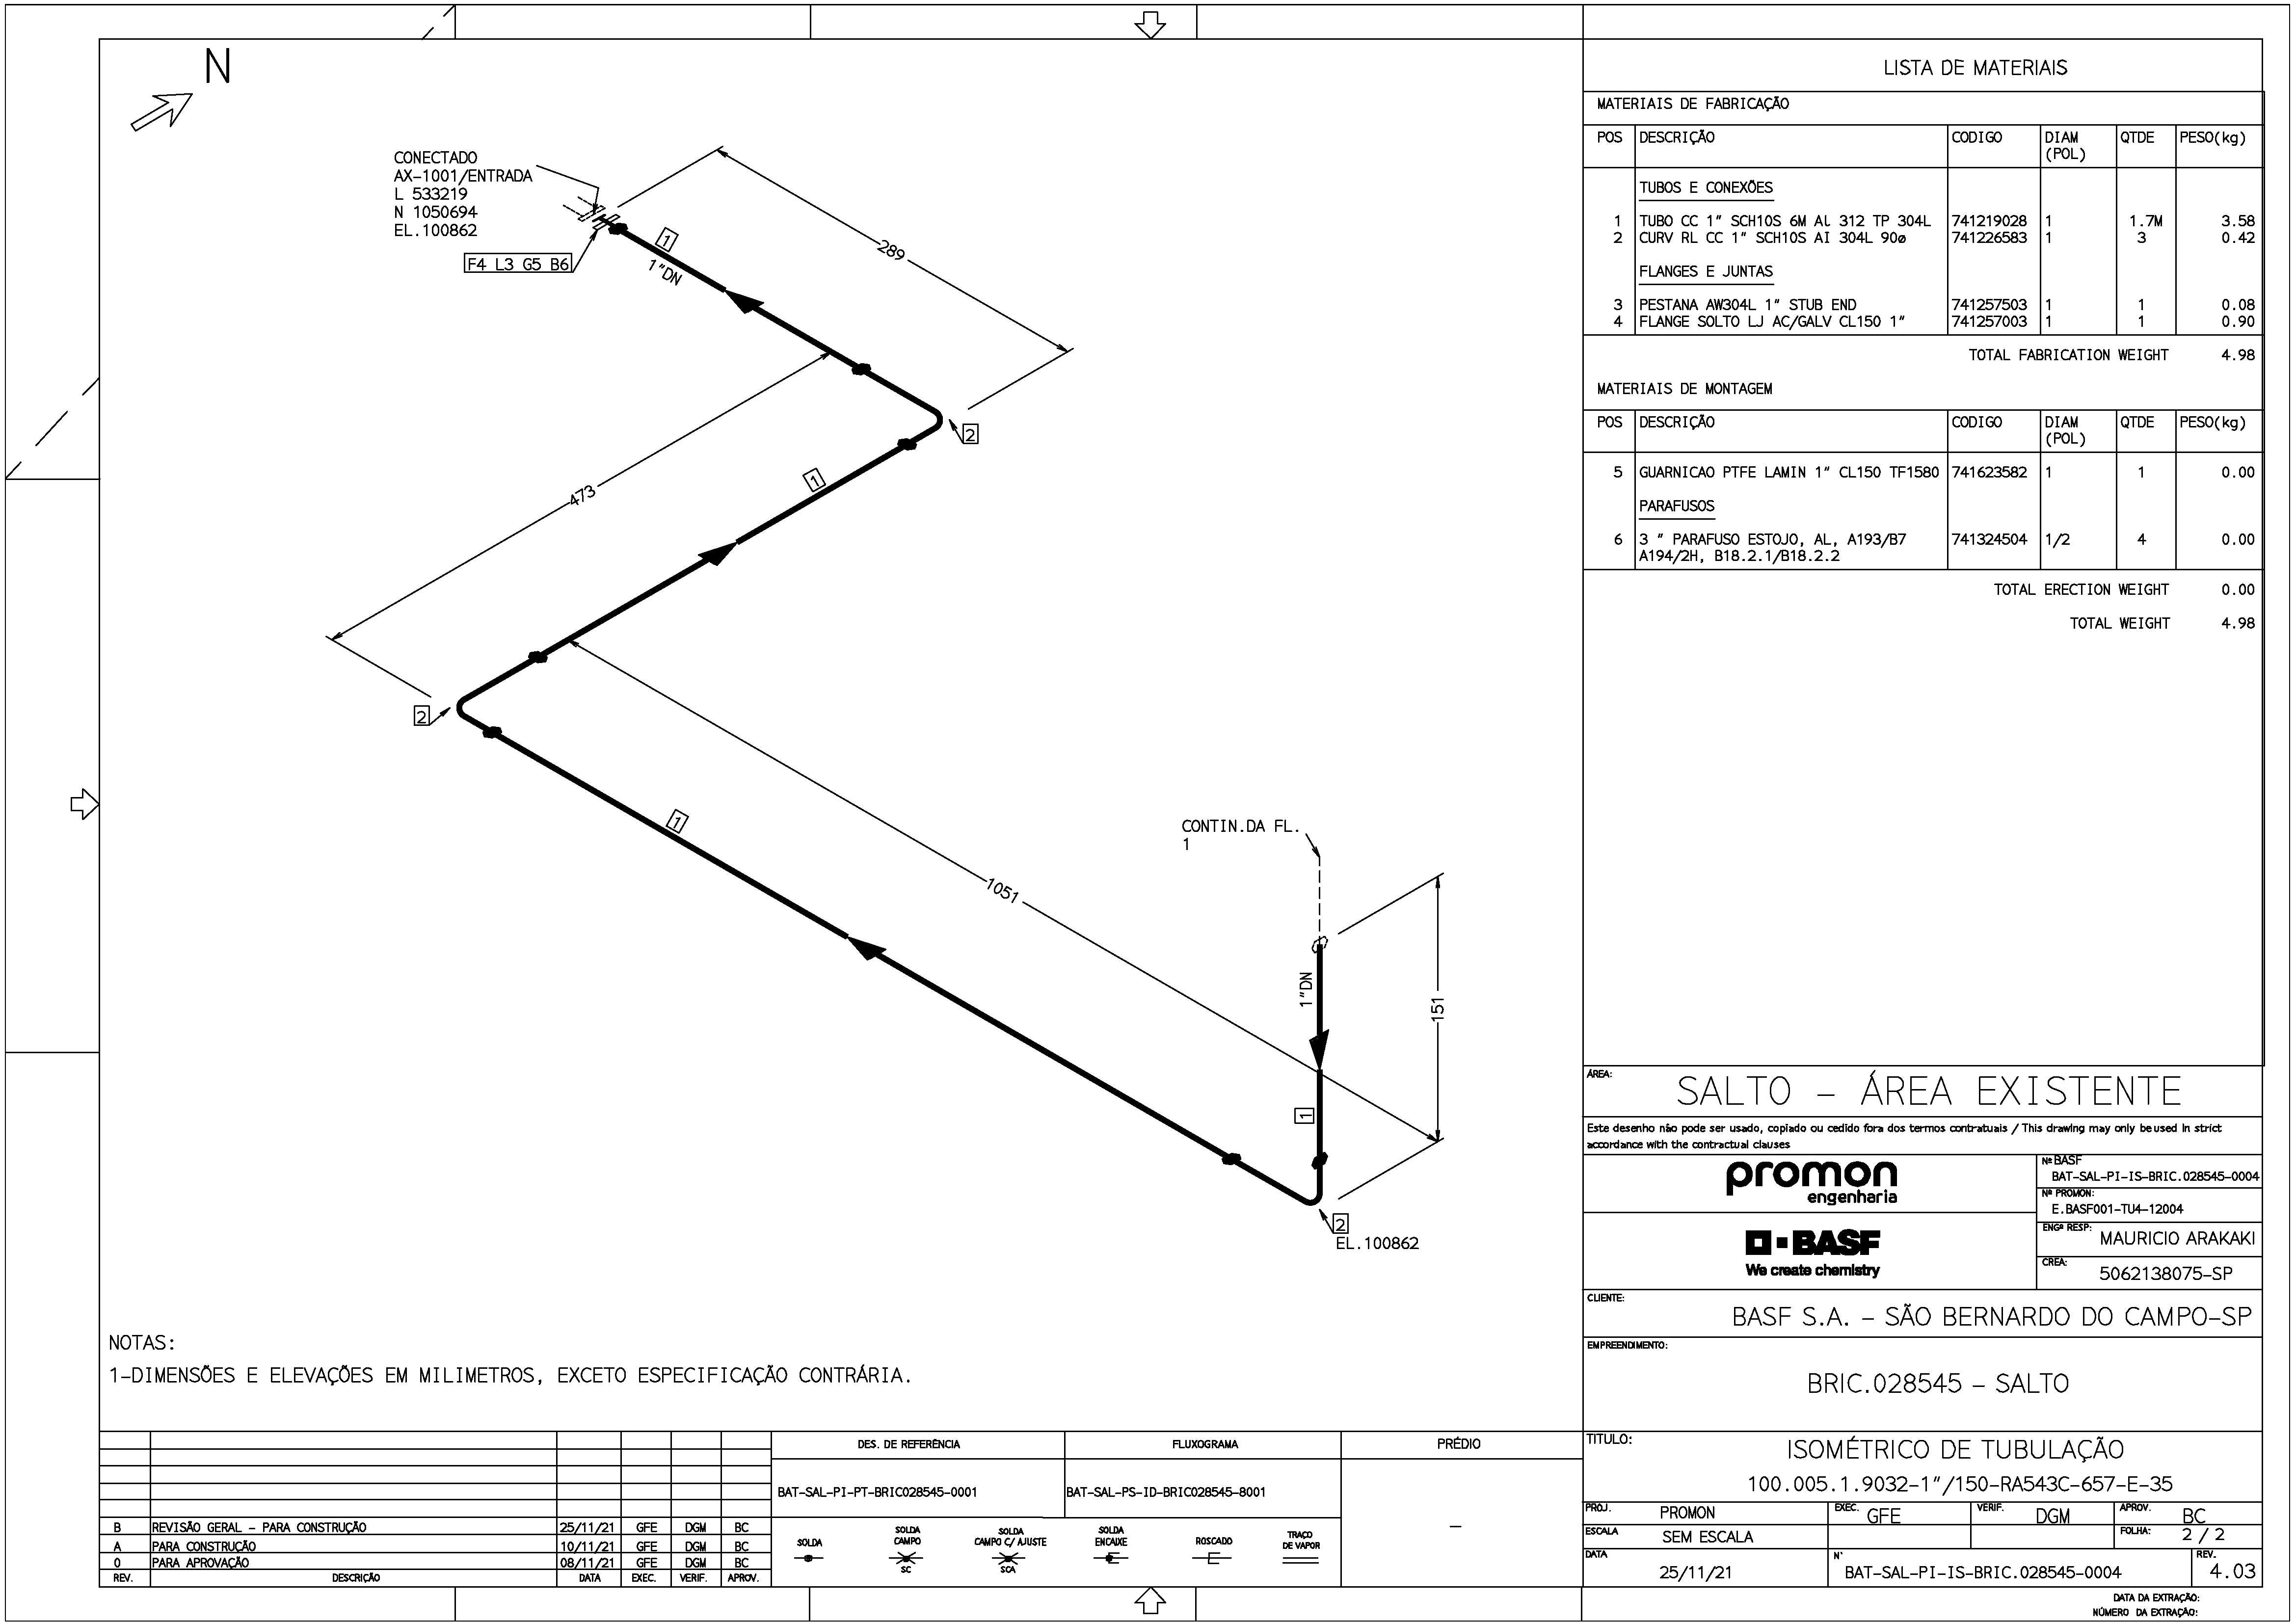 N
CONECTADO
AX-1001/ENTRADA
L 533219
N 1050694
EL.100862
F4 L3 G5 B6
1
1"DN
289
2
1
473
2
1
1051
CONTIN.DA FL.
1
1"DN
151
1
2
EL.100862
NOTAS:
1-DIMENSÕES E ELEVAÇÕES EM MILIMETROS, EXCETO ESPECIFICAÇÃO CONTRÁRIA.
LISTA DE MATERIAIS
MATERIAIS DE FABRICAÇÃO
POS DESCRIÇÃO CODIGO DIAM (POL) QTDE PESO(kg)
TUBOS E CONEXÕES
1 TUBO CC 1" SCH10S 6M AL 312 TP 304L 741219028 1 1.7M 3.58
2 CURV RL CC 1" SCH10S AI 304L 90ø 741226583 1 3 0.42
FLANGES E JUNTAS
3 PESTANA AW304L 1" STUB END 741257503 1 1 0.08
4 FLANGE SOLTO LJ AC/GALV CL150 1" 741257003 1 1 0.90
TOTAL FABRICATION WEIGHT 4.98
MATERIAIS DE MONTAGEM
POS DESCRIÇÃO CODIGO DIAM (POL) QTDE PESO(kg)
5 GUARNICAO PTFE LAMIN 1" CL150 TF1580 741623582 1 1 0.00
PARAFUSOS
6 3 " PARAFUSO ESTOJO, AL, A193/B7 741324504 1/2 4 0.00
A194/2H, B18.2.1/B18.2.2
TOTAL ERECTION WEIGHT 0.00
TOTAL WEIGHT 4.98
ÁREA:
SALTO - ÁREA EXISTENTE
Este desenho não pode ser usado, copiado ou cedido fora dos termos contratuais / This drawing may only be used in strict
accordance with the contractual clauses
promon
engenharia
Nº BASF
BAT-SAL-PI-IS-BRIC.028545-0004
Nº PROMON:
E.BASF001-TU4-12004
BASF
We create chemistry
ENGº RESP:
MAURICIO ARAKAKI
CREA:
5062138075-SP
CLIENTE:
BASF S.A. - SÃO BERNARDO DO CAMPO-SP
EMPREENDIMENTO:
BRIC.028545 - SALTO
TITULO:
ISOMÉTRICO DE TUBULAÇÃO
100.005.1.9032-1"/150-RA543C-657-E-35
PROJ. PROMON EXEC. GFE VERIF. DGM APROV. BC
ESCALA SEM ESCALA FOLHA: 2 / 2
DATA 25/11/21 Nº BAT-SAL-PI-IS-BRIC.028545-0004 REV. 4.03
DATA DA EXTRAÇÃO:
NÚMERO DA EXTRAÇÃO:
B REVISÃO GERAL - PARA CONSTRUÇÃO 25/11/21 GFE DGM BC
A PARA CONSTRUÇÃO 10/11/21 GFE DGM BC
0 PARA APROVAÇÃO 08/11/21 GFE DGM BC
REV. DESCRIÇÃO DATA EXEC. VERIF. APROV.
DES. DE REFERÊNCIA FLUXOGRAMA PRÉDIO
BAT-SAL-PI-PT-BRIC028545-0001 BAT-SAL-PS-ID-BRIC028545-8001 -
SOLDA
SOLDA CAMPO
SC
SOLDA CAMPO C/ AJUSTE
SCA
SOLDA ENCAIXE
ROSCADO
TRAÇO DE VAPOR